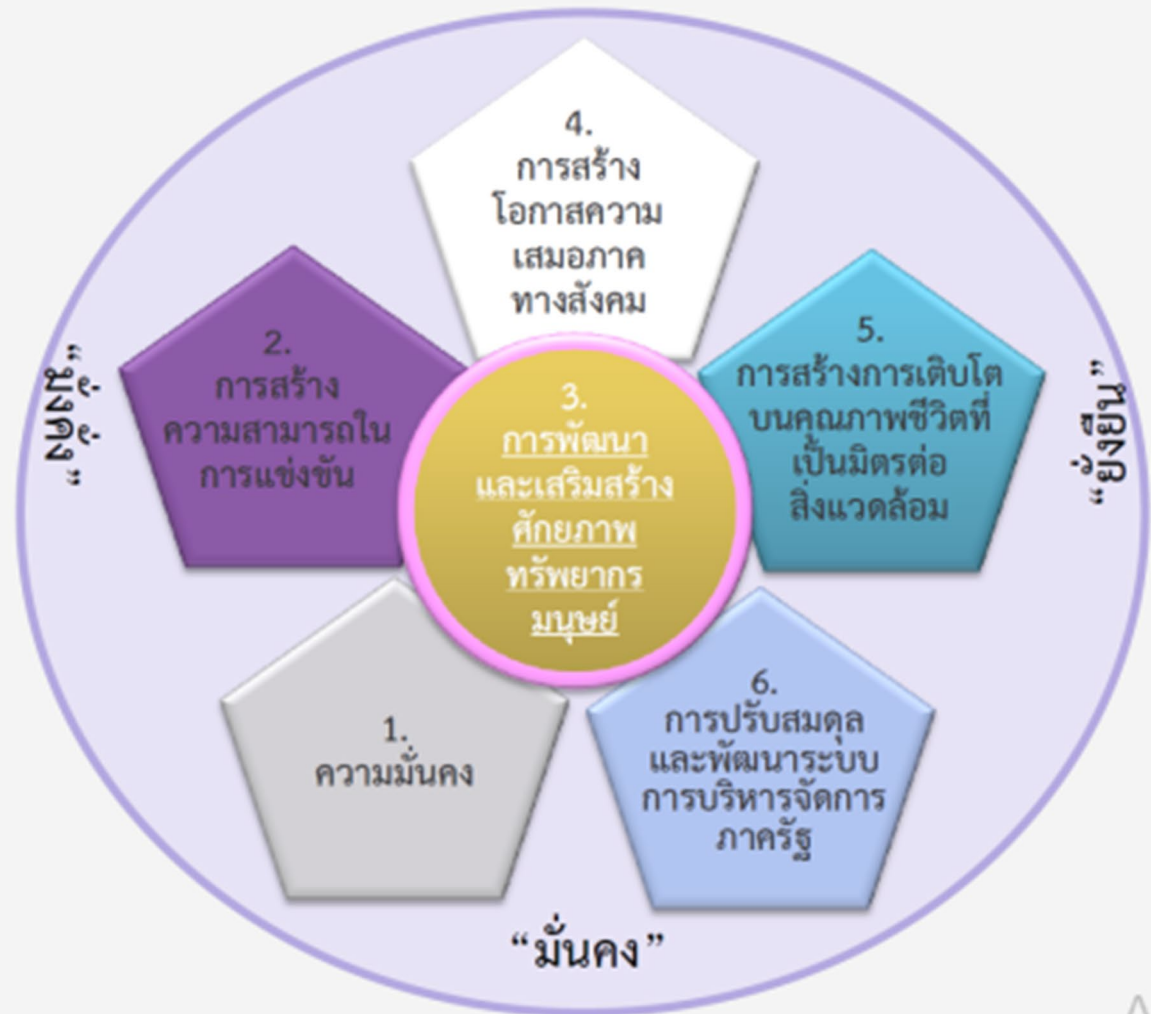 4.
การสร้าง
โอกาสความ
เสมอภาค
ทางสังคม
2.
การสร้าง
ความสามารถใน
การแข่งขัน
3.
การพัฒนา
และเสริมสร้าง
ศักยภาพ
ทรัพยากร
มนุษย์
5.
การสร้างการเติบโต
บนคุณภาพชีวิตที่
เป็นมิตรต่อ
สิ่งแวดล้อม
“มั่งคั่ง”
“ยั่งยืน”
1.
ความมั่นคง
6.
การปรับสมดุล
และพัฒนาระบบ
การบริหารจัดการ
ภาครัฐ
“มั่นคง”